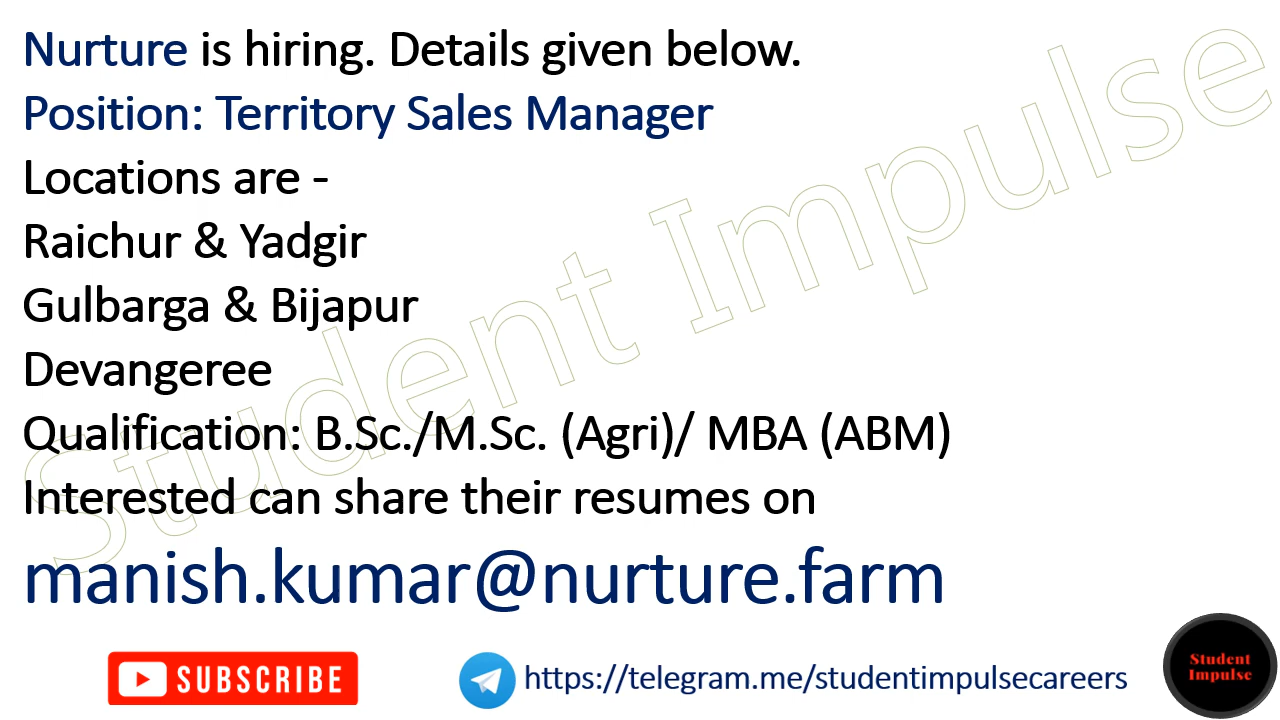 Nurture is hiring. Details given below.
Position: Territory Sales Manager
Locations are -
Raichur & Yadgir
Gulbarga & Bijapur
Devangeree
Qualification: B.Sc./M.Sc. (Agri)/ MBA (ABM)
Interested can share their resumes on
manish.kumar@nurture.farm
SUBSCRIBE
https://telegram.me/studentimpulsecareers
Student
Impulse
Student Impulse